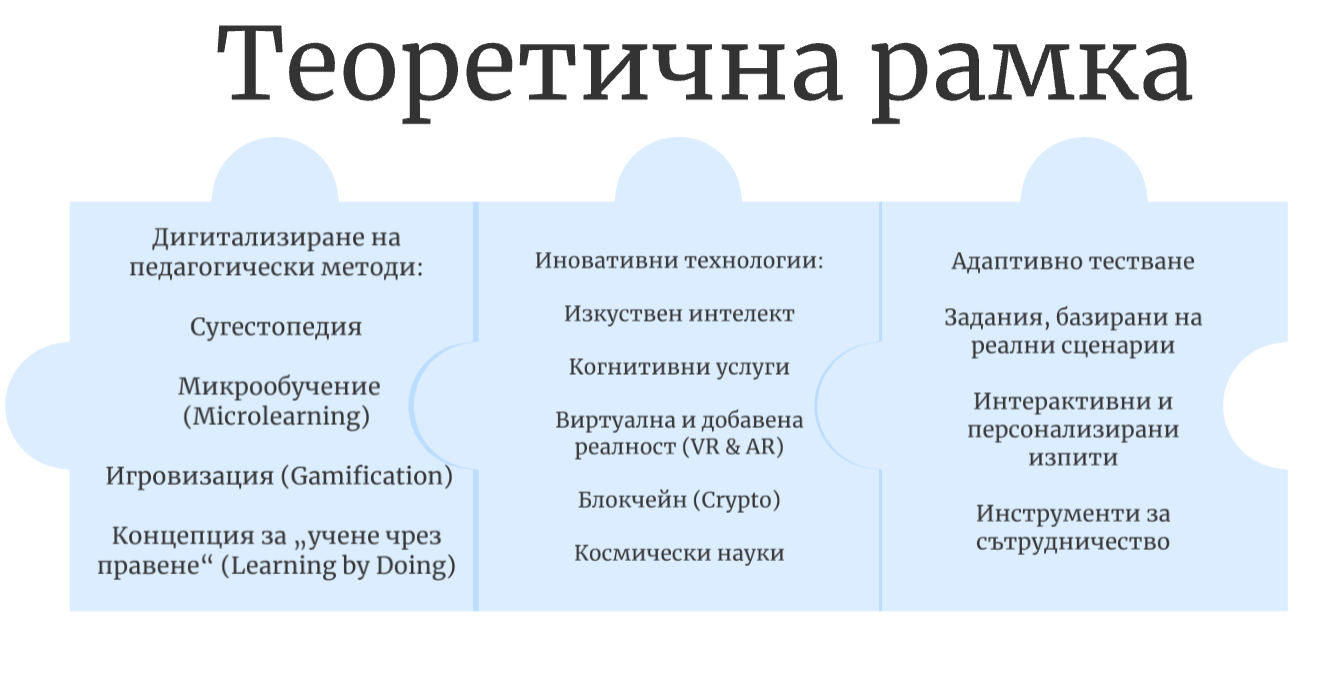 Теоретична рамка
Дигитализиране на
педагогически методи:
Сугестопедия
Микрообучение
(Microlearning)
Игровизация (Gamification)
Концепция за „учене чрез
правене“ (Learning by Doing)
Иновативни технологии:
Изкуствен интелект
Когнитивни услуги
Виртуална и добавена
реалност (VR & AR)
Блокчейн (Crypto)
Космически науки
Адаптивно тестване
Задания, базирани на
реални сценарии
Интерактивни и
персонализирани
изпити
Инструменти за
сътрудничество